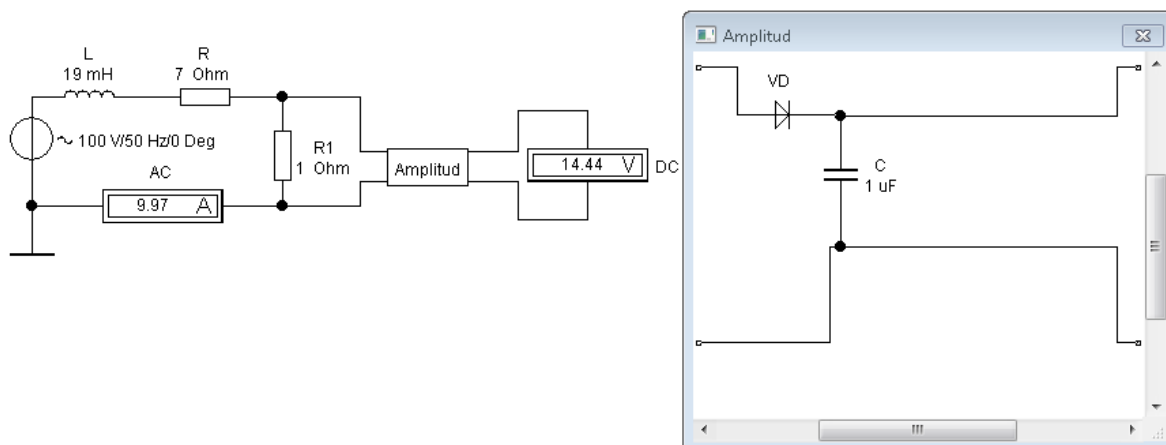 L
19 mH
R
7 Ohm
~ 100 V/50 Hz/0 Deg
R1
1 Ohm
AC
9.97 A
Amplitud
14.44 V
DC
Amplitud
VD
C
1 uF